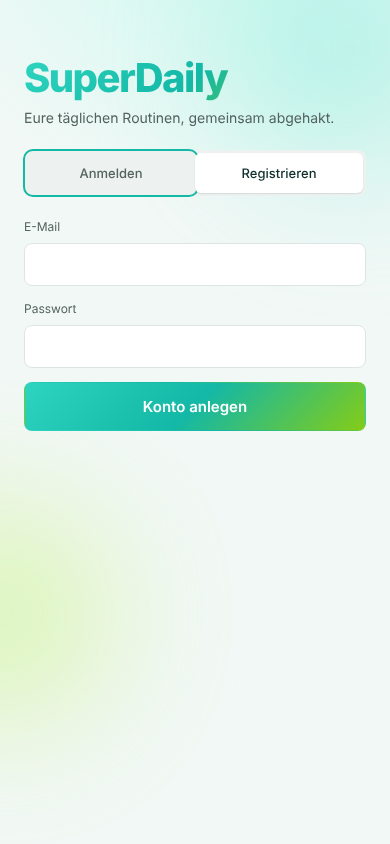 SuperDaily
Eure täglichen Routinen, gemeinsam abgehakt.
Anmelden
Registrieren
E-Mail
Passwort
Konto anlegen